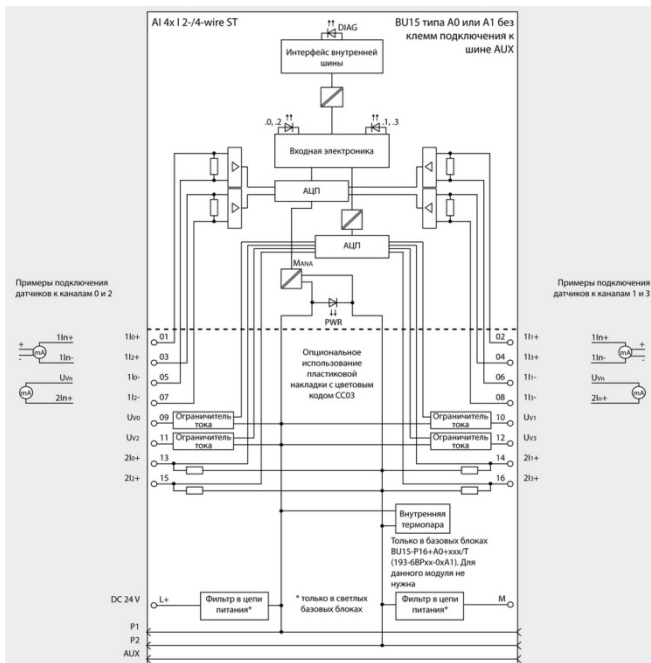 AI 4x I 2-/4-wire ST
BU15 типа A0 или A1 без
клемм подключения к
шине AUX
DIAG
Интерфейс внутренней
шины
.0, .2
.1, .3
Входная электроника
АЦП
АЦП
MANA
PWR
Примеры подключения
датчиков к каналам 0 и 2
Примеры подключения
датчиков к каналам 1 и 3
1In+
+
mA
-
1In-
UVn
mA
2In+
1In+
+
mA
-
1In-
UVn
mA
2In+
1I0+ 01
1I2+ 03
1I0- 05
1I2- 07
UV0 09
UV2 11
2I0+ 13
2I2+ 15
02 1I1+
04 1I3+
06 1I1-
08 1I3-
10 UV1
12 UV3
14 2I1+
16 2I3+
Опциональное
использование
пластиковой
накладки с цветовым
кодом CC03
Ограничитель
тока
Ограничитель
тока
Ограничитель
тока
Ограничитель
тока
Внутренняя
термопара
Только в базовых блоках
BU15-P16+A0+xxx/T
(193-6BPxx-0xA1). Для
данного модуля не
нужна
DC 24 V
L+
Фильтр в цепи
питания*
* только в светлых
базовых блоках
Фильтр в цепи
питания*
M
P1
P2
AUX